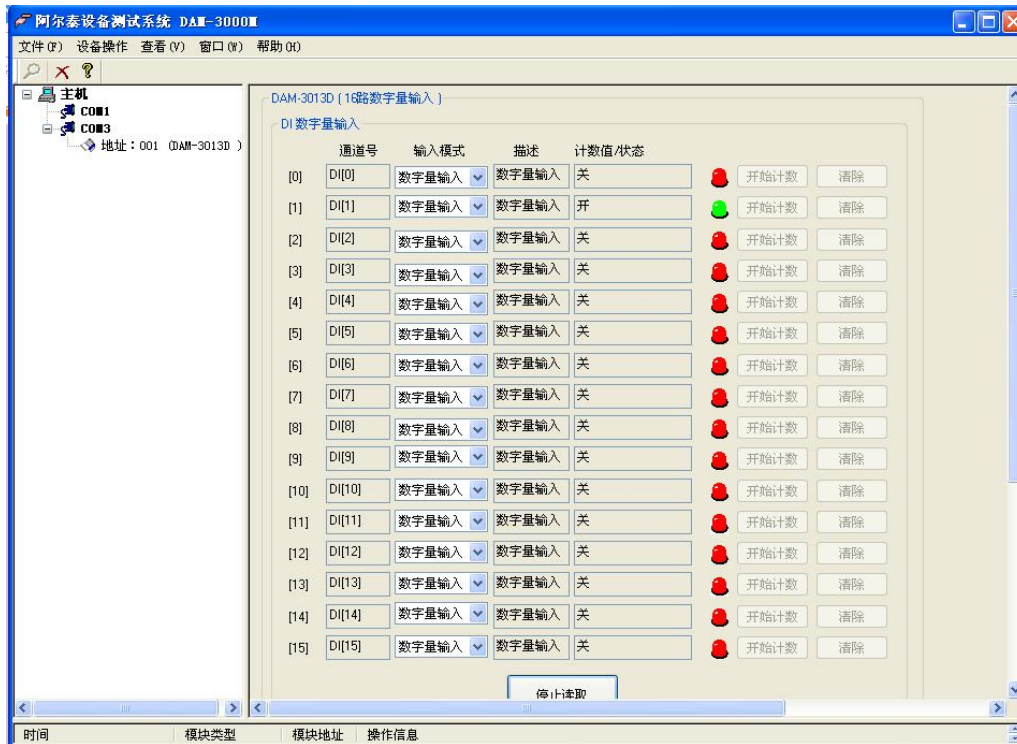 阿尔泰设备测试系统 DAM-3000M
文件(F) 设备操作 查看(V) 窗口(W) 帮助(H)
主机
COM1
COM3
地址：001 (DAM-3013D )
DAM-3013D ( 16路数字量输入 )
DI 数字量输入
通道号 输入模式 描述 计数值/状态
[0] DI[0] 数字量输入 数字量输入 关 开始计数 清除
[1] DI[1] 数字量输入 数字量输入 开 开始计数 清除
[2] DI[2] 数字量输入 数字量输入 关 开始计数 清除
[3] DI[3] 数字量输入 数字量输入 关 开始计数 清除
[4] DI[4] 数字量输入 数字量输入 关 开始计数 清除
[5] DI[5] 数字量输入 数字量输入 关 开始计数 清除
[6] DI[6] 数字量输入 数字量输入 关 开始计数 清除
[7] DI[7] 数字量输入 数字量输入 关 开始计数 清除
[8] DI[8] 数字量输入 数字量输入 关 开始计数 清除
[9] DI[9] 数字量输入 数字量输入 关 开始计数 清除
[10] DI[10] 数字量输入 数字量输入 关 开始计数 清除
[11] DI[11] 数字量输入 数字量输入 关 开始计数 清除
[12] DI[12] 数字量输入 数字量输入 关 开始计数 清除
[13] DI[13] 数字量输入 数字量输入 关 开始计数 清除
[14] DI[14] 数字量输入 数字量输入 关 开始计数 清除
[15] DI[15] 数字量输入 数字量输入 关 开始计数 清除
停止读取
时间 模块类型 模块地址 操作信息